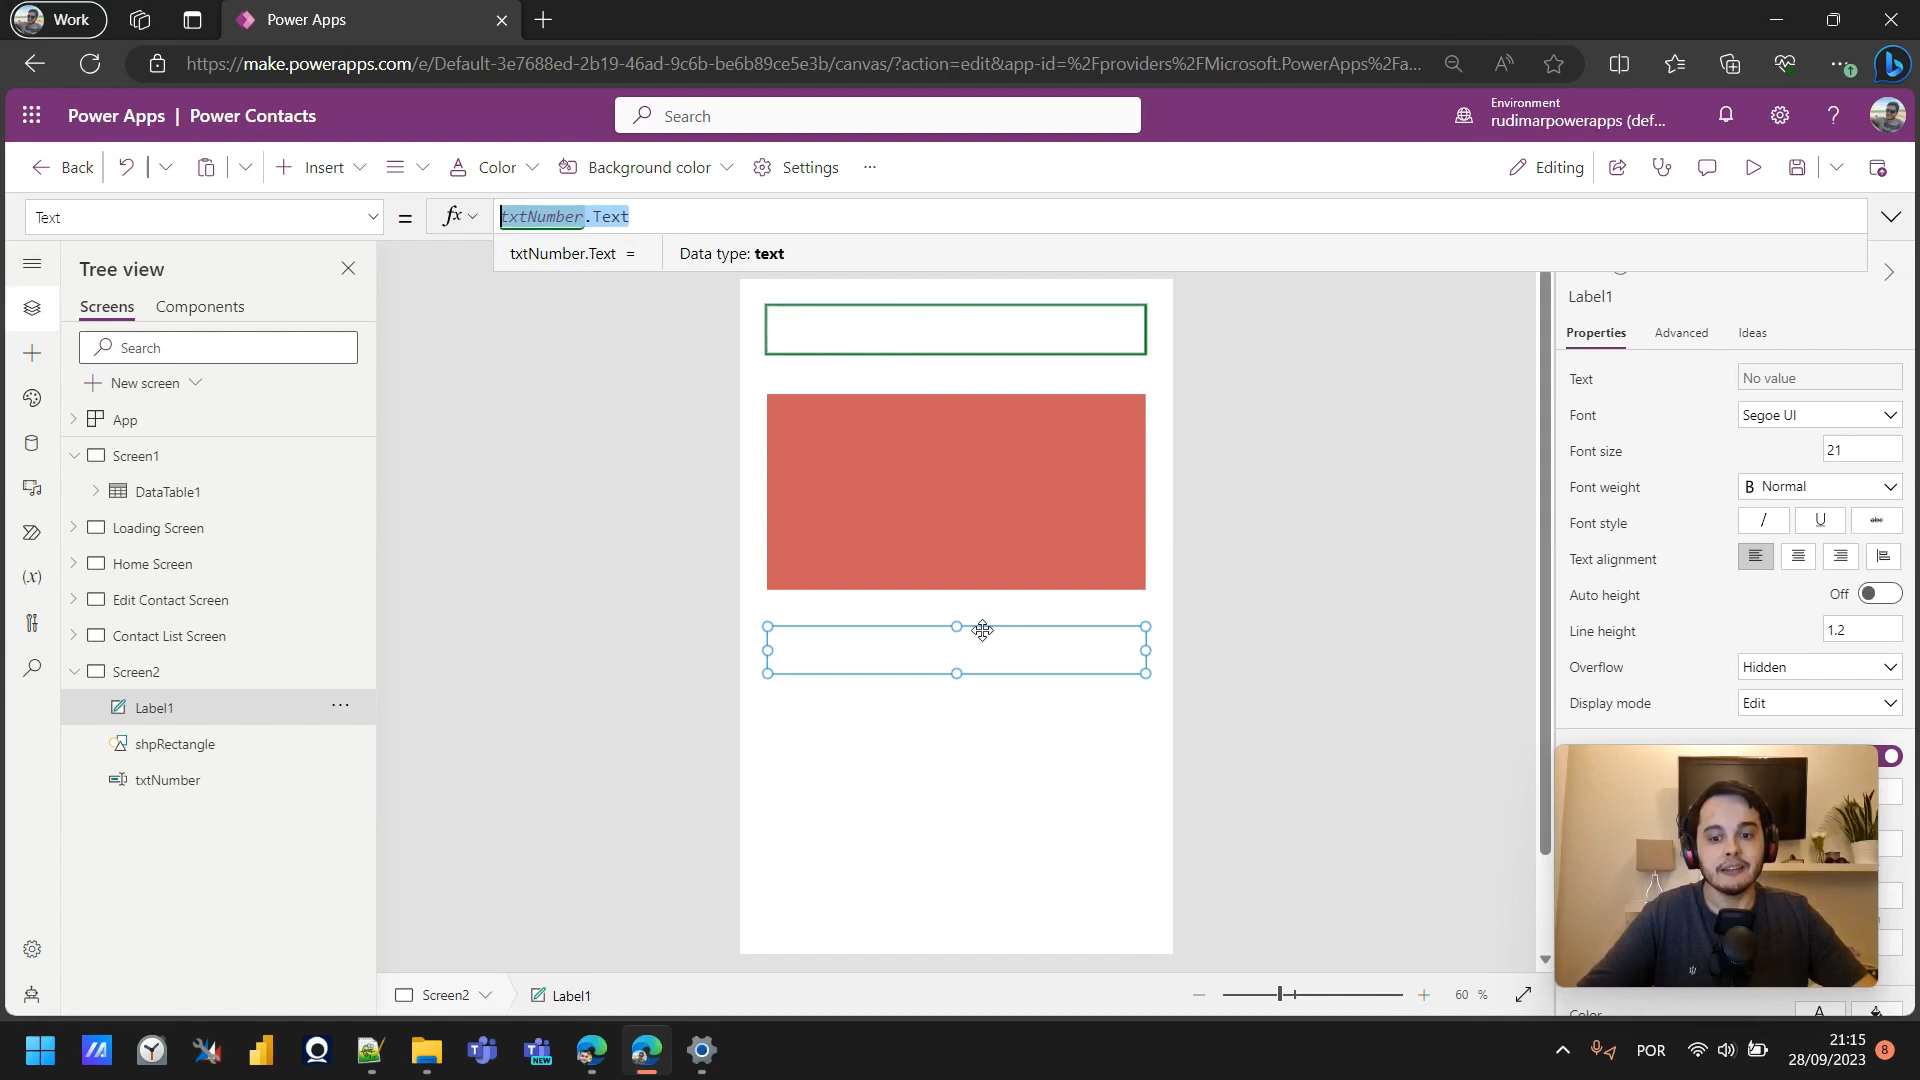 Work
Power Apps
https://make.powerapps.com/e/Default-3e7688ed-2b19-46ad-9c6b-be6b89ce5e3b/canvas/?action=edit&app-id=%2Fproviders%2FMicrosoft.PowerApps%2Fa...
Power Apps | Power Contacts
Search
Environment
rudimarpowerapps (def...
Back
Insert
Color
Background color
Settings
Editing
Text
=
fx
txtNumber.Text
txtNumber.Text =
Data type: text
Tree view
Screens
Components
Search
New screen
App
Screen1
DataTable1
Loading Screen
Home Screen
Edit Contact Screen
Contact List Screen
Screen2
Label1
shpRectangle
txtNumber
Label1
Properties
Advanced
Ideas
Text
No value
Font
Segoe UI
Font size
21
Font weight
B Normal
Font style
/
U
abc
Text alignment
Auto height
Off
Line height
1.2
Overflow
Hidden
Display mode
Edit
Screen2
Label1
60 %
NEW
POR
21:15
28/09/2023
8